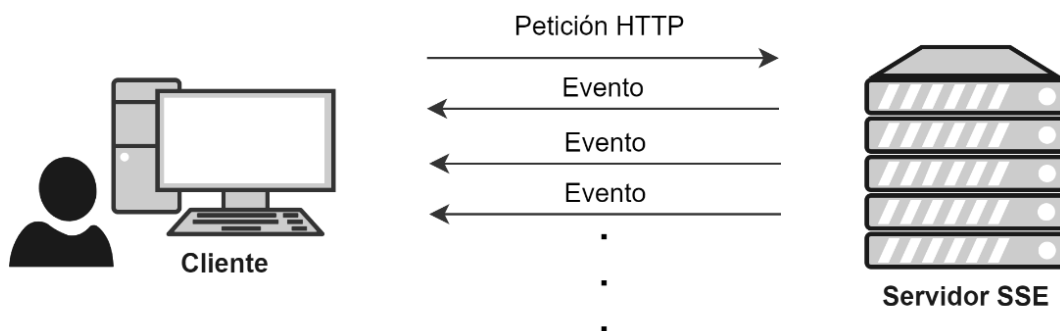 Petición HTTP
Evento
Evento
Evento
.
.
.
Cliente
Servidor SSE